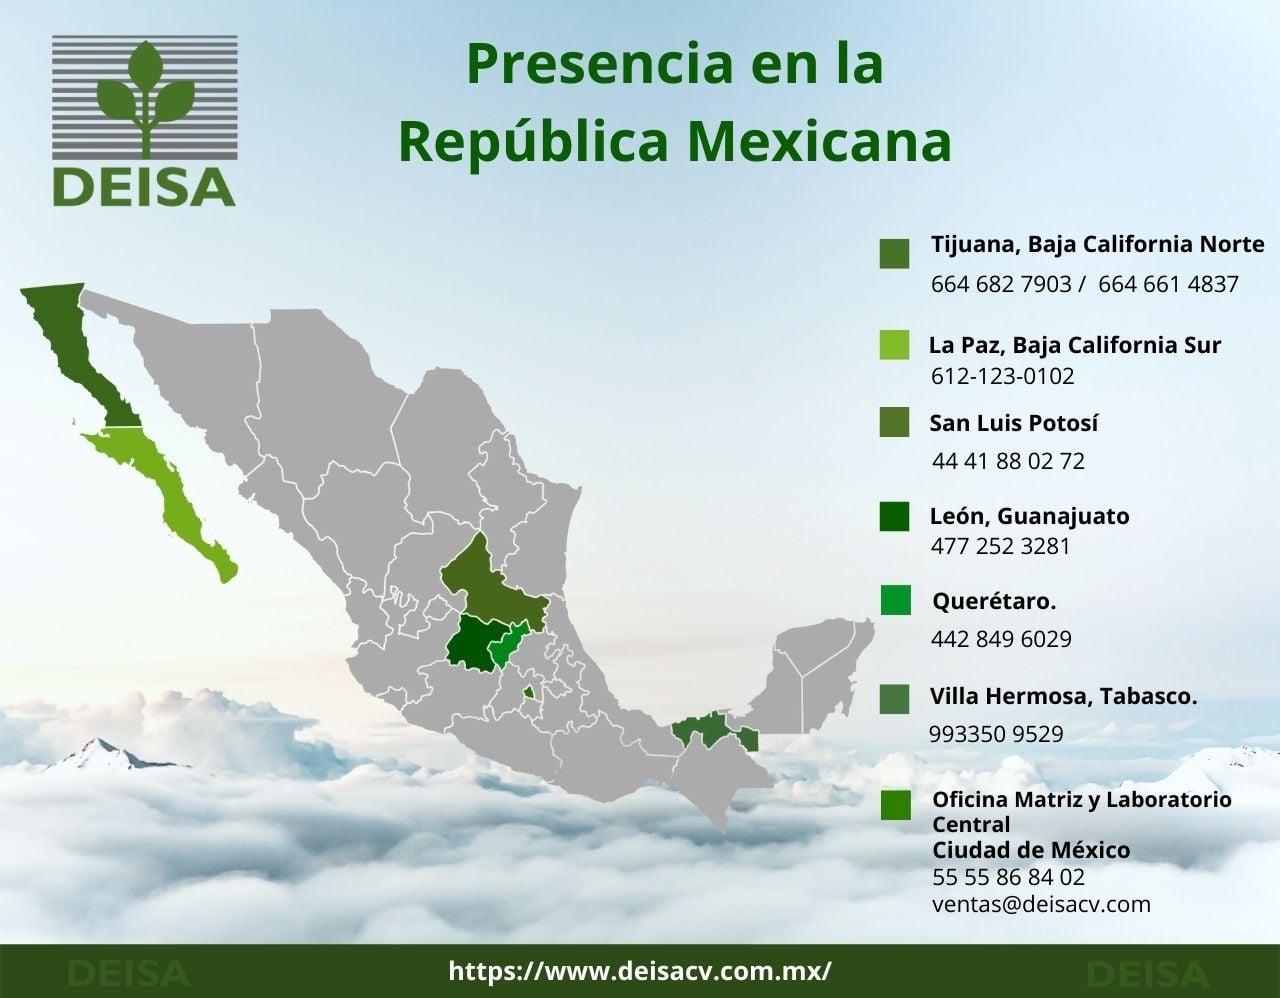 DEISA
Presencia en la
República Mexicana
Tijuana, Baja California Norte
664 682 7903 /  664 661 4837
La Paz, Baja California Sur
612-123-0102
San Luis Potosí
44 41 88 02 72
León, Guanajuato
477 252 3281
Querétaro.
442 849 6029
Villa Hermosa, Tabasco.
993350 9529
Oficina Matriz y Laboratorio
Central
Ciudad de México
55 55 86 84 02
ventas@deisacv.com
DEISA
https://www.deisacv.com.mx/
DEISA